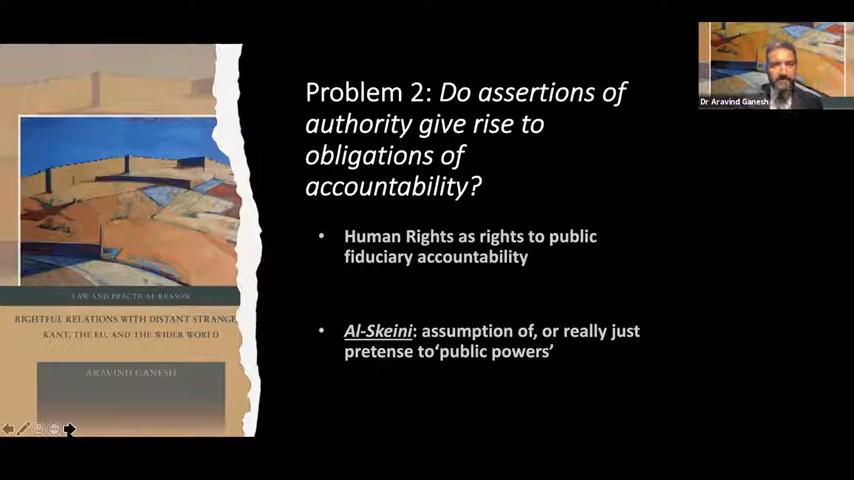 Problem 2: Do assertions of
authority give rise to
obligations of
accountability?
• Human Rights as rights to public
fiduciary accountability
• Al-Skeini: assumption of, or really just
pretense to‘public powers’
LAW AND PRACTICAL REASON
RIGHTFUL RELATIONS WITH DISTANT STRANGE
KANT, THE EU, AND THE WIDER WORLD
ARAVIND GANESH
Dr Aravind Ganesh